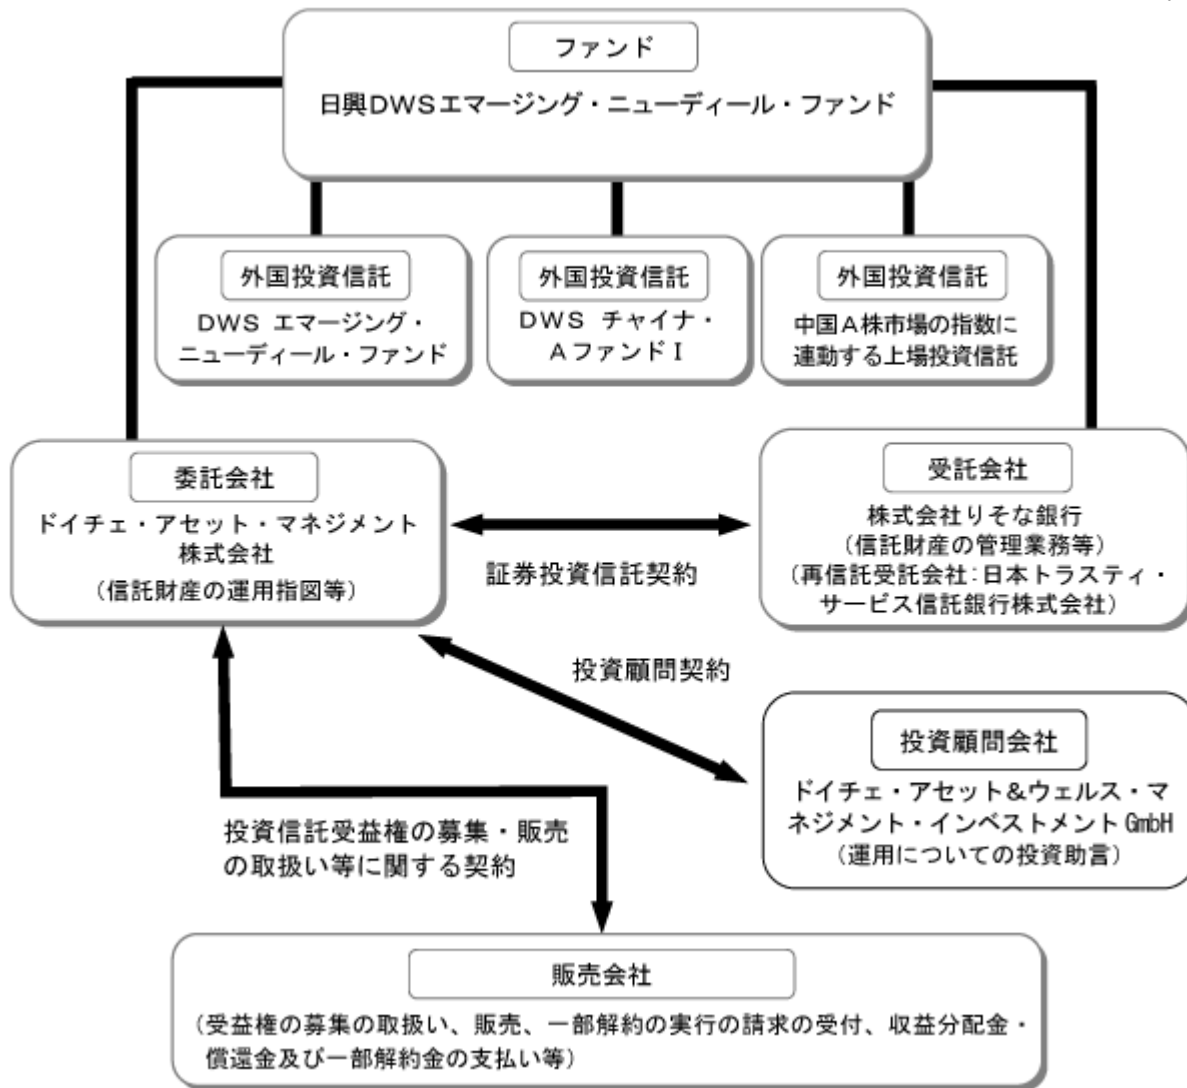 ファンド
日興DWSエマージング・ニューディール・ファンド
外国投資信託
DWS エマージング・
ニューディール・ファンド
外国投資信託
DWS チャイナ・
AファンドⅠ
外国投資信託
中国A株市場の指数に
連動する上場投資信託
委託会社
ドイチェ・アセット・マネジメント
株式会社
（信託財産の運用指図等）
証券投資信託契約
受託会社
株式会社りそな銀行
（信託財産の管理業務等）
（再信託受託会社：日本トラスティ・
サービス信託銀行株式会社）
投資顧問契約
投資顧問会社
ドイチェ・アセット＆ウェルス・マ
ネジメント・インベストメントGmbH
（運用についての投資助言）
投資信託受益権の募集・販売
の取扱い等に関する契約
販売会社
（受益権の募集の取扱い、販売、一部解約の実行の請求の受付、収益分配金・
償還金及び一部解約金の支払い等）